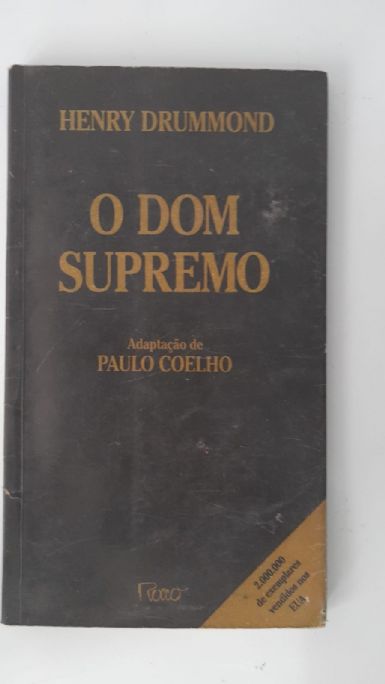 HENRY DRUMMOND
O DOM
SUPREMO
Adaptação de
PAULO COELHO
2.000.000
de exemplares
vendidos nos
EUA
Rocco